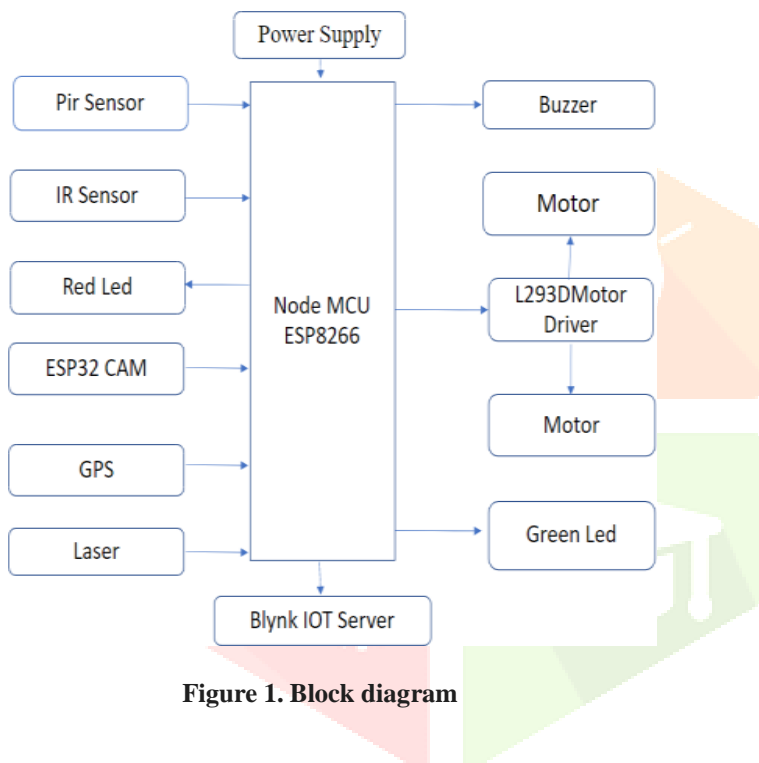 Power Supply
Pir Sensor
Buzzer
IR Sensor
Motor
Red Led
Node MCU
ESP8266
L293DMotor
Driver
ESP32 CAM
Motor
GPS
Green Led
Laser
Blynk IOT Server
Figure 1. Block diagram